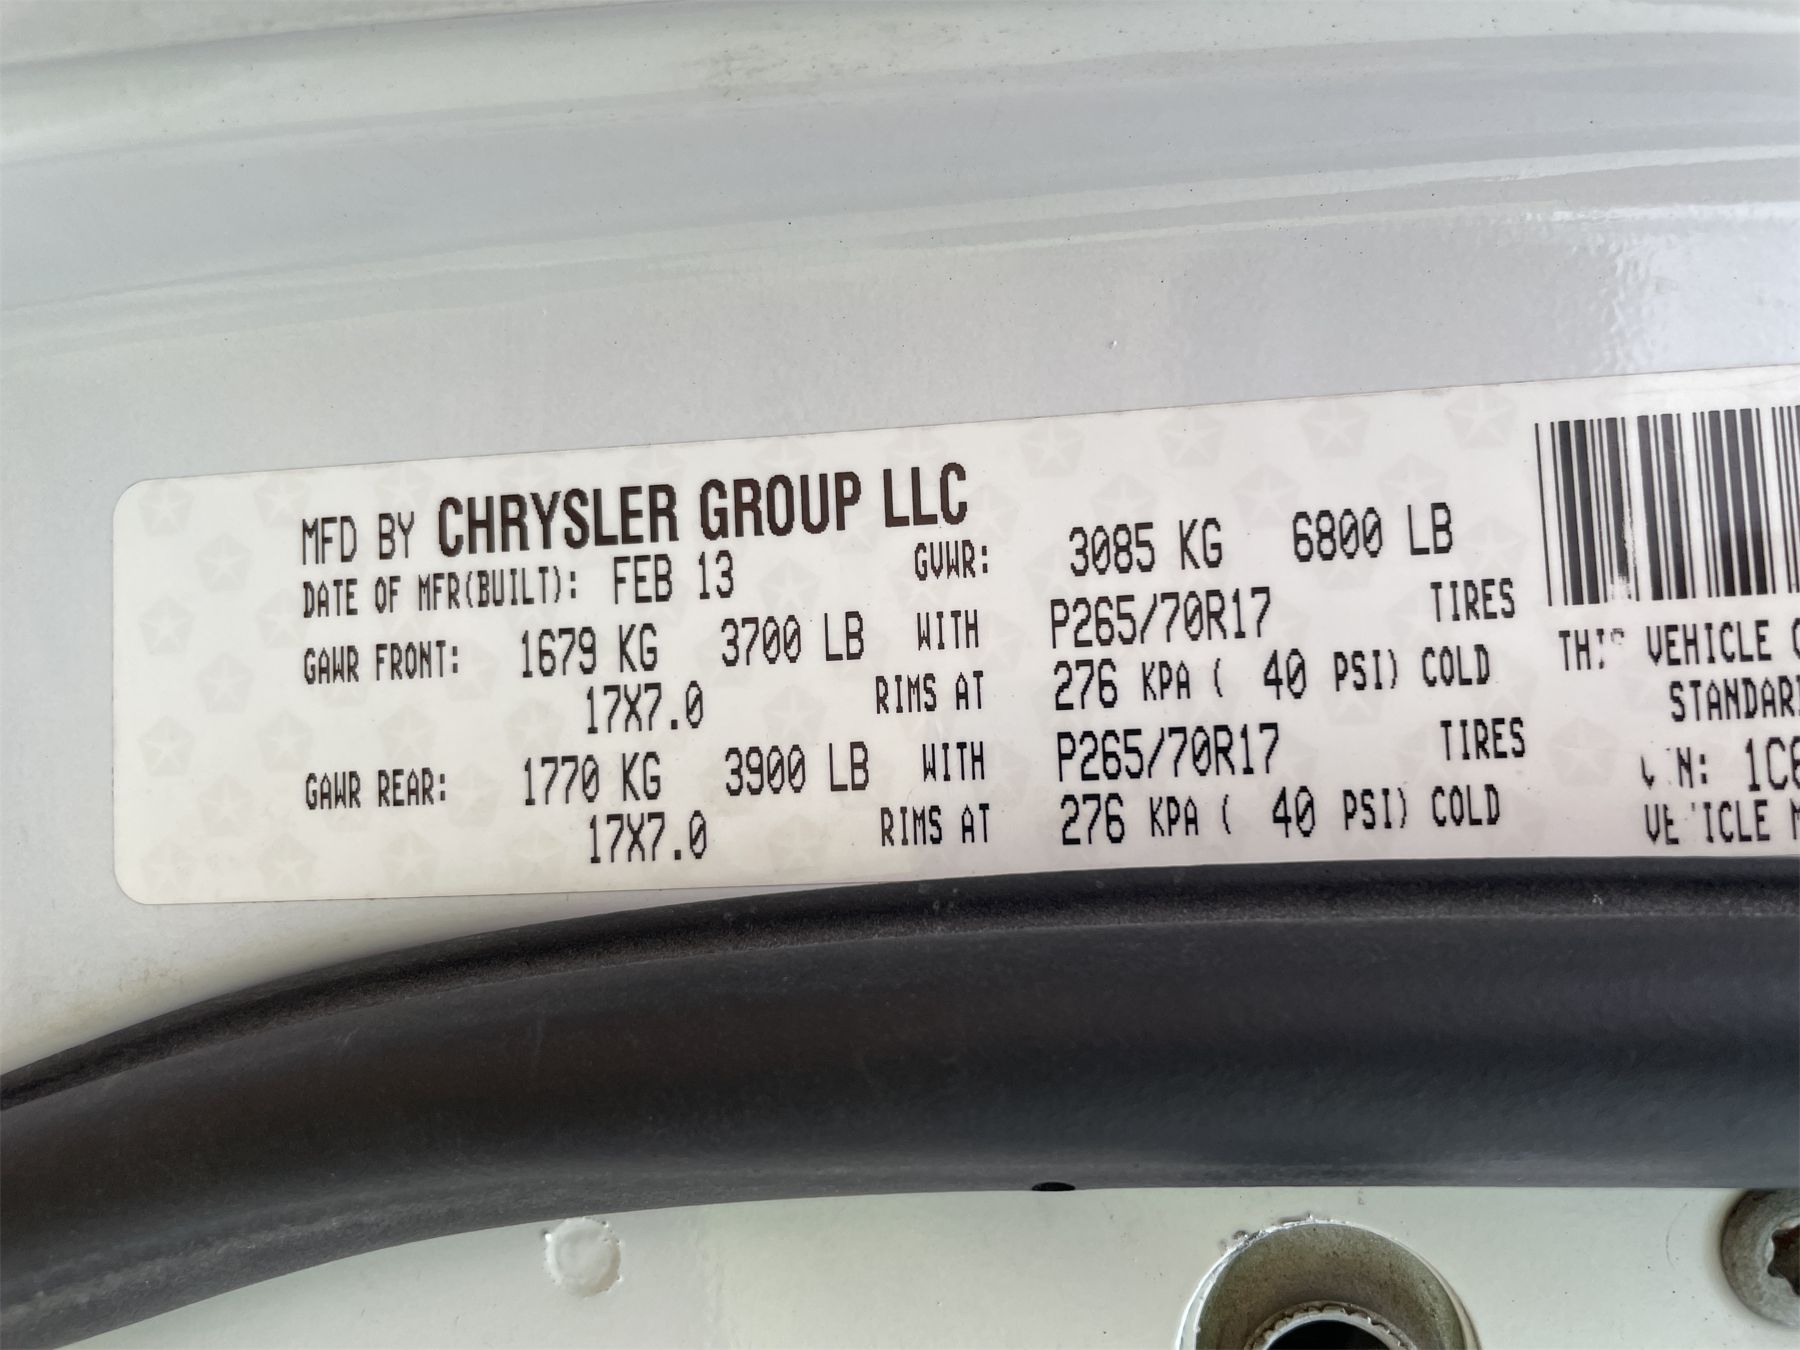 MFD BY CHRYSLER GROUP LLC
DATE OF MFR(BUILT): FEB 13 GVWR: 3085 KG 6800 LB
GAWR FRONT: 1679 KG 3700 LB WITH P265/70R17 TIRES
17X7.0 RIMS AT 276 KPA ( 40 PSI) COLD
GAWR REAR: 1770 KG 3900 LB WITH P265/70R17 TIRES
17X7.0 RIMS AT 276 KPA ( 40 PSI) COLD
VEHICLE